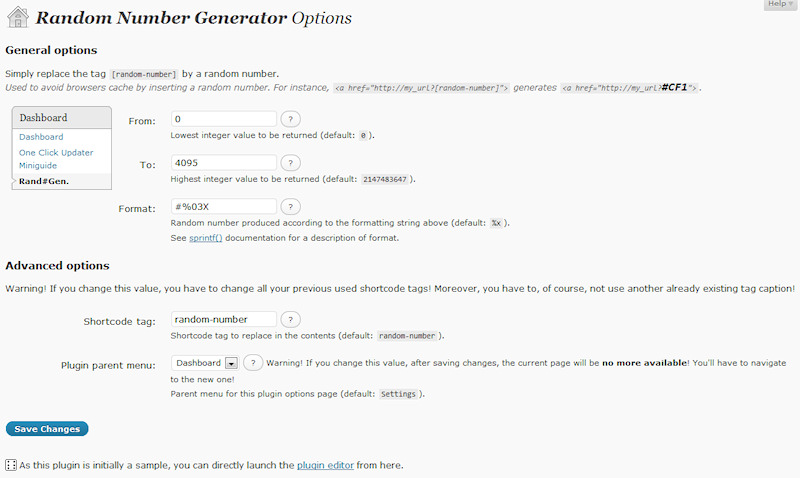 Help
Random Number Generator Options
General options
Simply replace the tag [random-number] by a random number.
Used to avoid browsers cache by inserting a random number. For instance, <a href="http://my_url?[random-number]"> generates <a href="http://my_url?#CF1">.
Dashboard
Dashboard
One Click Updater
Miniguide
Rand#Gen.
From: 0 ?
Lowest integer value to be returned (default: 0).
To: 4095 ?
Highest integer value to be returned (default: 2147483647).
Format: #%03X ?
Random number produced according to the formatting string above (default: %x).
See sprintf() documentation for a description of format.
Advanced options
Warning! If you change this value, you have to change all your previous used shortcode tags! Moreover, you have to, of course, not use another already existing tag caption!
Shortcode tag: random-number ?
Shortcode tag to replace in the contents (default: random-number).
Plugin parent menu: Dashboard ? Warning! If you change this value, after saving changes, the current page will be no more available! You'll have to navigate
to the new one!
Parent menu for this plugin options page (default: Settings).
Save Changes
As this plugin is initially a sample, you can directly launch the plugin editor from here.